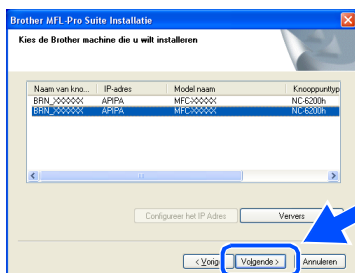 Brother MFL-Pro Suite Installatie
Kies de Brother machine die u wilt installeren
Naam van kno... IP-adres Model naam Knooppunttyp
BRN_XXXXXX APIPA MFC-XXXXX NC-6200h
BRN_XXXXXX APIPA MFC-XXXXX NC-6200h
Configureer het IP Adres Ververs
< Vorige Volgende > Annuleren